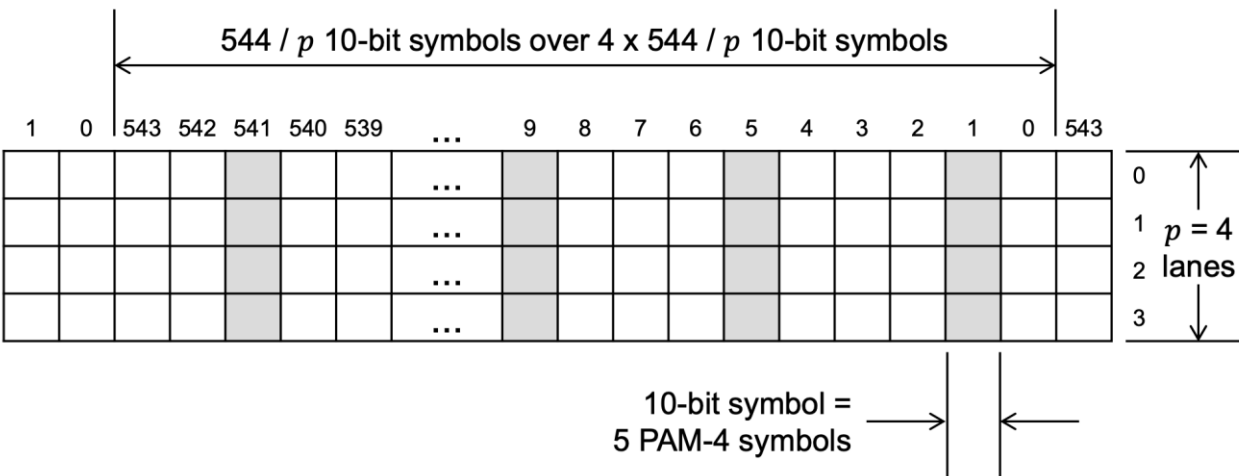 544 / p 10-bit symbols over 4 x 544 / p 10-bit symbols
1 0 543 542 541 540 539 ... 9 8 7 6 5 4 3 2 1 0 543
... 0
... 1
... 2
... 3
p = 4
lanes
10-bit symbol =
5 PAM-4 symbols